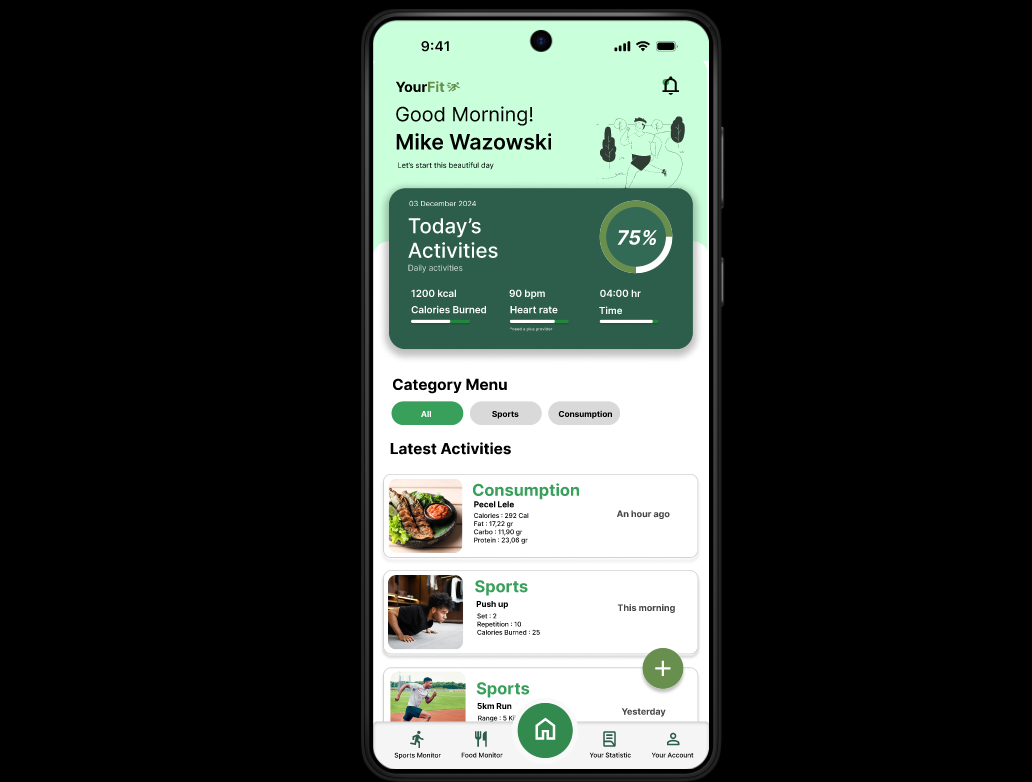 9:41
YourFit
Good Morning!
Mike Wazowski
Let's start this beautiful day
03 December 2024
Today's
Activities
Daily activities
75%
1200 kcal
Calories Burned
90 bpm
Heart rate
*need a plus provider
04:00 hr
Time
Category Menu
All
Sports
Consumption
Latest Activities
Consumption
Pecel Lele
Calories : 292 Cal
Fat : 17,22 gr
Carbo : 11,90 gr
Protein : 23,06 gr
An hour ago
Sports
Push up
Set : 2
Repetition : 10
Calories Burned : 25
This morning
Sports
5km Run
Range : 5
Yesterday
Sports Monitor
Food Monitor
Your Statistic
Your Account